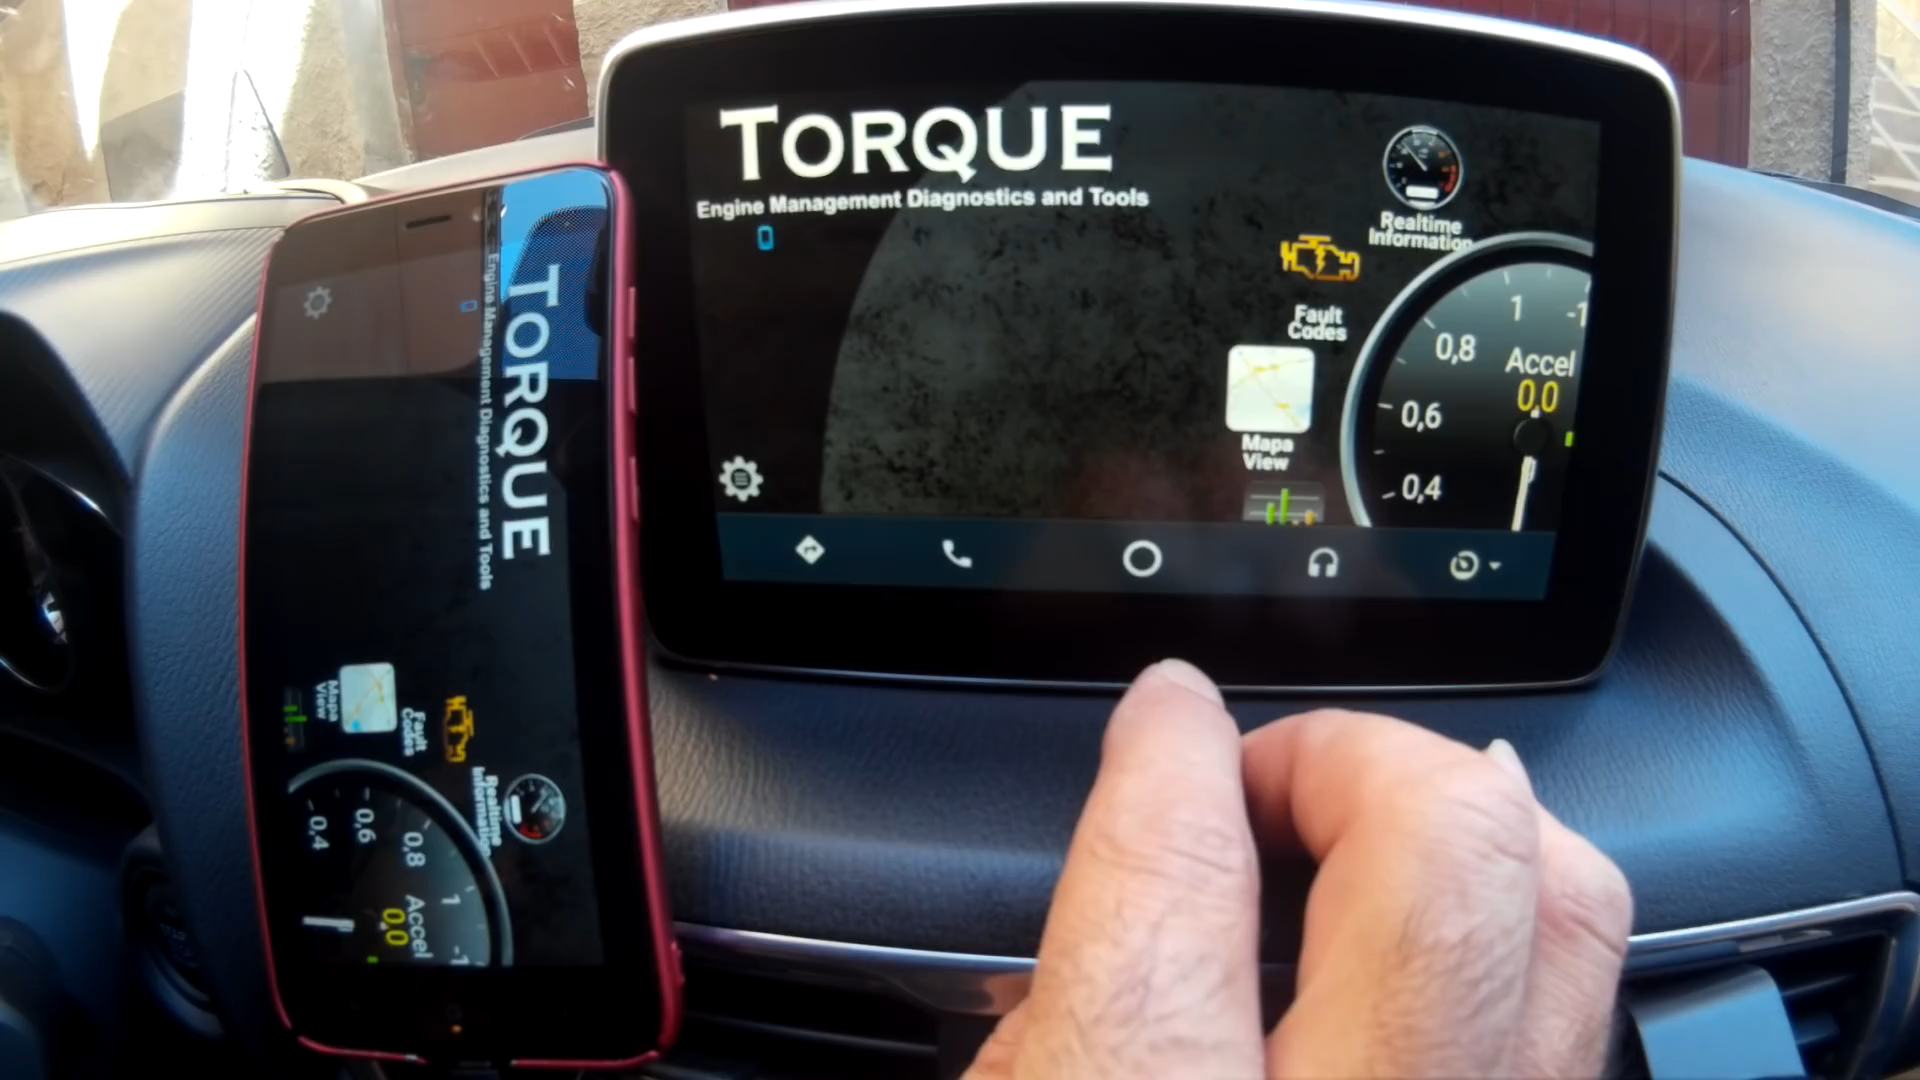 TORQUE
Engine Management Diagnostics and Tools
Realtime
Information
Fault
Codes
Mapa
View
1
-1
0,8
Accel
0,0
0,6
0,4
TORQUE
Engine Management Diagnostics and Tools
Realtime
Information
Fault
Codes
Mapa
View
0,4
0,6
0,8
1
-1
Accel
0,0